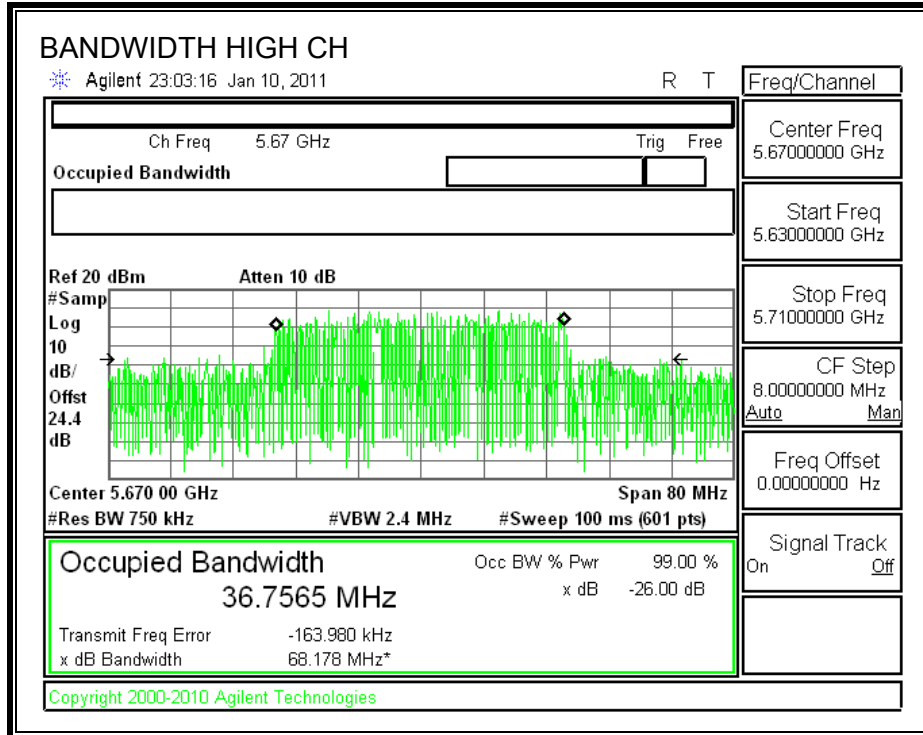 BANDWIDTH HIGH CH
Agilent 23:03:16 Jan 10, 2011 R T
Freq/Channel
Ch Freq 5.67 GHz Trig Free
Occupied Bandwidth
Center Freq
5.67000000 GHz
Start Freq
5.63000000 GHz
Stop Freq
5.71000000 GHz
CF Step
8.00000000 MHz
Auto Man
Freq Offset
0.00000000 Hz
Signal Track
On Off
Ref 20 dBm Atten 10 dB
#Samp
Log
10
dB/
Offst
24.4
dB
Center 5.670 00 GHz Span 80 MHz
#Res BW 750 kHz #VBW 2.4 MHz #Sweep 100 ms (601 pts)
Occupied Bandwidth Occ BW % Pwr 99.00 %
36.7565 MHz x dB -26.00 dB
Transmit Freq Error -163.980 kHz
x dB Bandwidth 68.178 MHz*
Copyright 2000-2010 Agilent Technologies